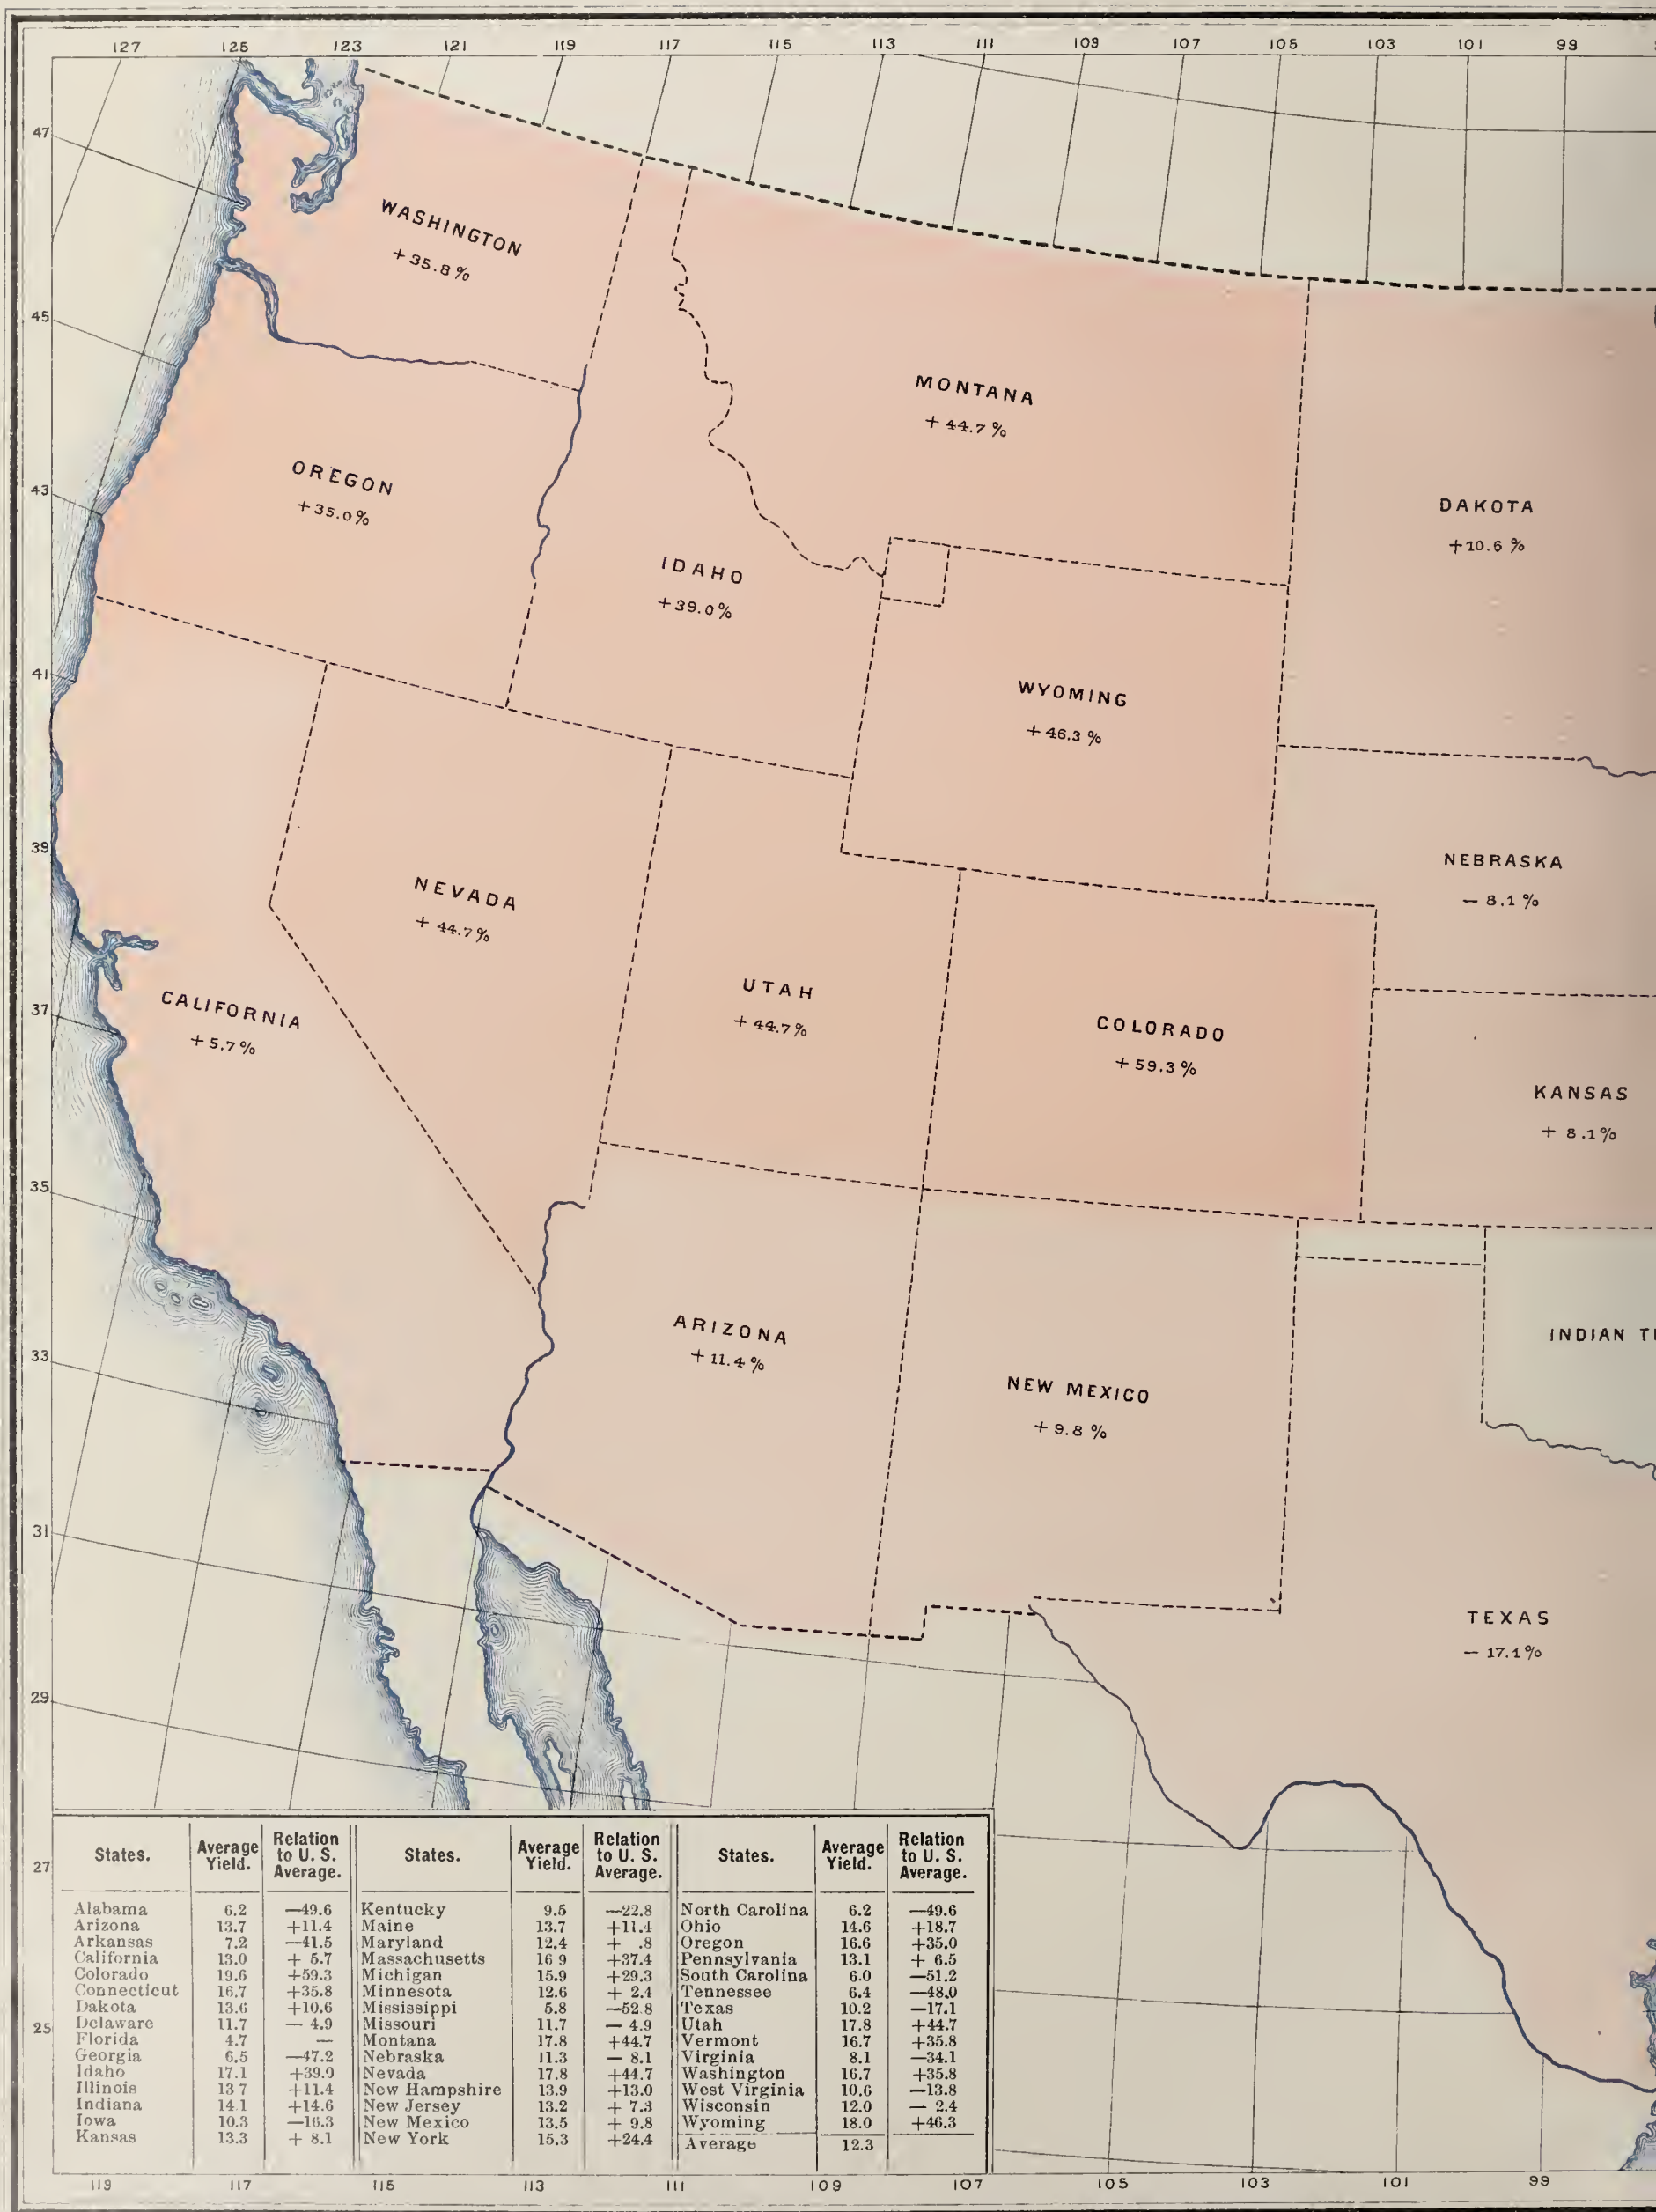 127 125 123 121 119 117 115 113 111 109 107 105 103 101 99
47
WASHINGTON
+35.8%
45
MONTANA
+44.7%
OREGON
+35.0%
43
DAKOTA
+10.6%
IDAHO
+39.0%
41
WYOMING
+46.3%
39
NEBRASKA
— 8.1%
NEVADA
+44.7%
UTAH
+44.7%
37
CALIFORNIA
+5.7%
COLORADO
+59.3%
KANSAS
+ 8.1%
35
ARIZONA
+11.4%
33
INDIAN T
NEW MEXICO
+9.8%
31
TEXAS
— 17.1%
29
27
25
States. Average Yield. Relation to U. S. Average. States. Average Yield. Relation to U. S. Average. States. Average Yield. Relation to U. S. Average.
Alabama 6.2 —49.6 Kentucky 9.5 —22.8 North Carolina 6.2 —49.6
Arizona 13.7 +11.4 Maine 13.7 +11.4 Ohio 14.6 +18.7
Arkansas 7.2 —41.5 Maryland 12.4 + .8 Oregon 16.6 +35.0
California 13.0 + 5.7 Massachusetts 16 9 +37.4 Pennsylvania 13.1 + 6.5
Colorado 19.6 +59.3 Michigan 15.9 +29.3 South Carolina 6.0 —51.2
Connecticut 16.7 +35.8 Minnesota 12.6 + 2.4 Tennessee 6.4 —48.0
Dakota 13.6 +10.6 Mississippi 5.8 —52.8 Texas 10.2 —17.1
Delaware 11.7 — 4.9 Missouri 11.7 — 4.9 Utah 17.8 +44.7
Florida 4.7 — Montana 17.8 +44.7 Vermont 16.7 +35.8
Georgia 6.5 —47.2 Nebraska 11.3 — 8.1 Virginia 8.1 —34.1
Idaho 17.1 +39.0 Nevada 17.8 +44.7 Washington 16.7 +35.8
Illinois 13 7 +11.4 New Hampshire 13.9 +13.0 West Virginia 10.6 —13.8
Indiana 14.1 +14.6 New Jersey 13.2 + 7.3 Wisconsin 12.0 — 2.4
Iowa 10.3 —16.3 New Mexico 13.5 + 9.8 Wyoming 18.0 +46.3
Kansas 13.3 + 8.1 New York 15.3 +24.4 Average 12.3
119 117 115 113 111 109 107 105 103 101 99